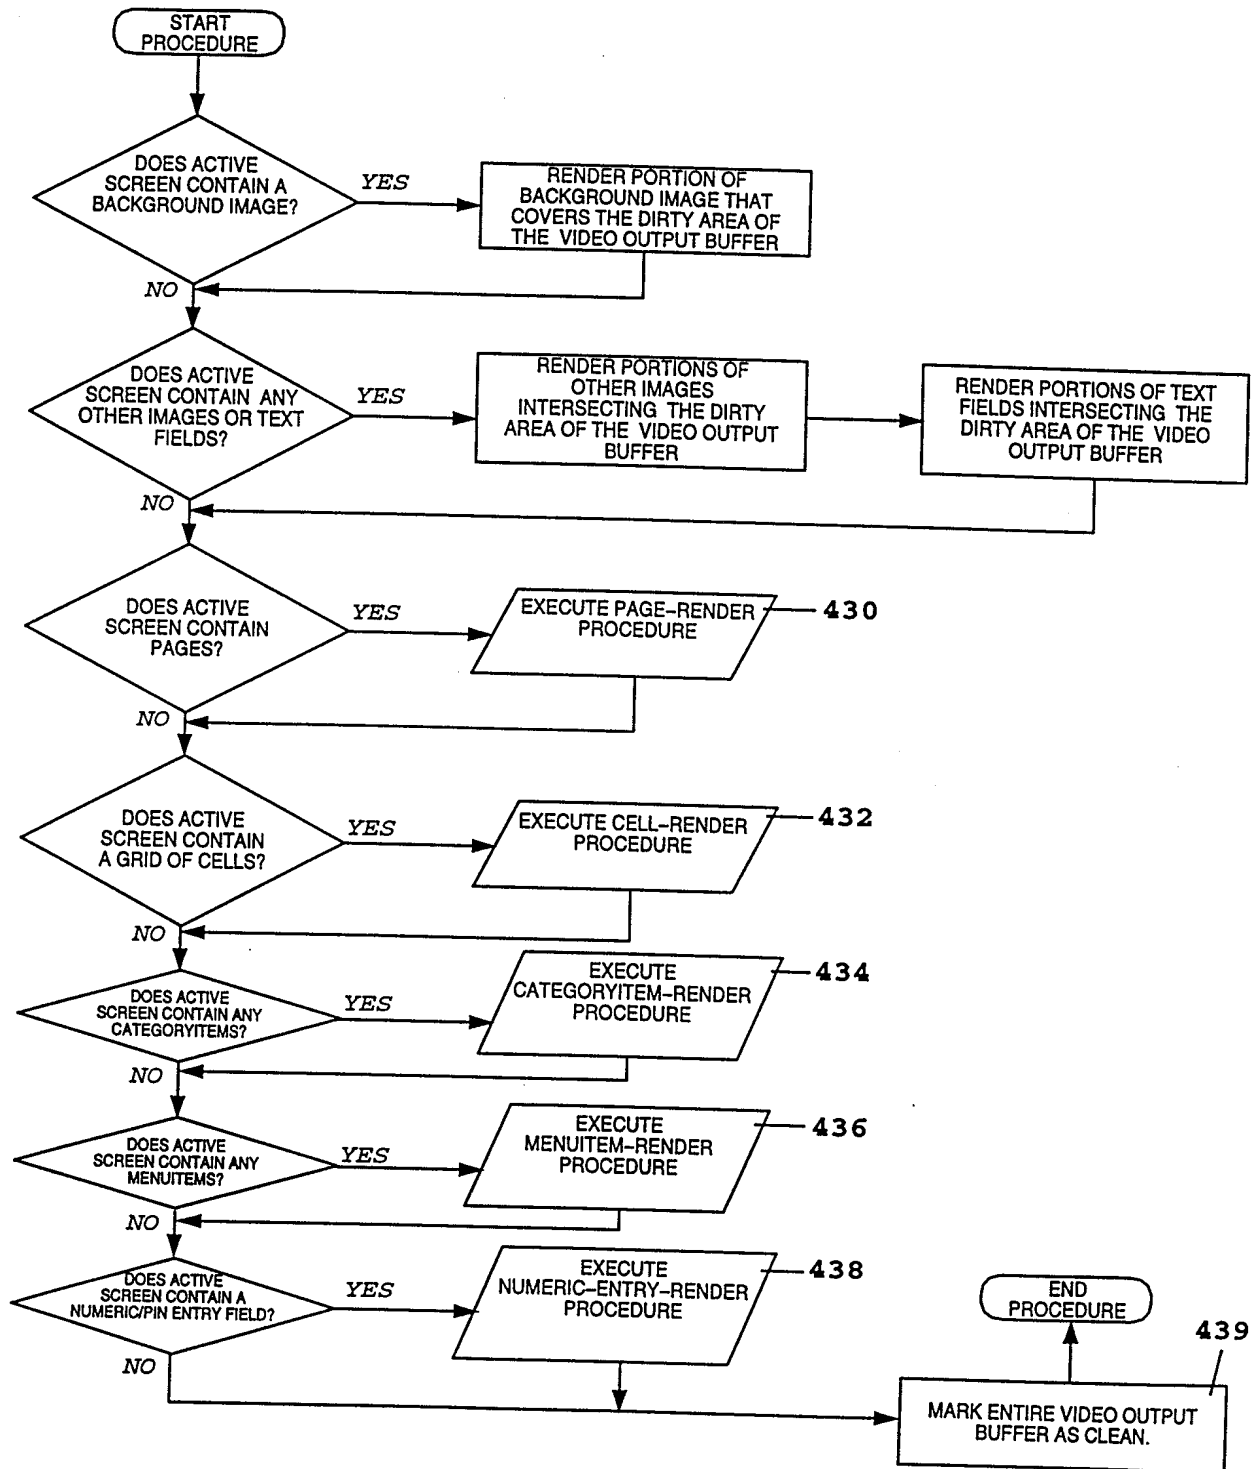 START
PROCEDURE
DOES ACTIVE
SCREEN CONTAIN A
BACKGROUND IMAGE?
YES
RENDER PORTION OF
BACKGROUND IMAGE THAT
COVERS THE DIRTY AREA OF
THE VIDEO OUTPUT BUFFER
NO
DOES ACTIVE
SCREEN CONTAIN ANY
OTHER IMAGES OR TEXT
FIELDS?
YES
RENDER PORTIONS OF
OTHER IMAGES
INTERSECTING THE DIRTY
AREA OF THE VIDEO OUTPUT
BUFFER
RENDER PORTIONS OF TEXT
FIELDS INTERSECTING THE
DIRTY AREA OF THE VIDEO
OUTPUT BUFFER
NO
DOES ACTIVE
SCREEN CONTAIN
PAGES?
YES
EXECUTE PAGE-RENDER
PROCEDURE
430
NO
DOES ACTIVE
SCREEN CONTAIN
A GRID OF CELLS?
YES
EXECUTE CELL-RENDER
PROCEDURE
432
NO
DOES ACTIVE
SCREEN CONTAIN ANY
CATEGORYITEMS?
YES
EXECUTE
CATEGORYITEM-RENDER
PROCEDURE
434
NO
DOES ACTIVE
SCREEN CONTAIN ANY
MENUITEMS?
YES
EXECUTE
MENUITEM-RENDER
PROCEDURE
436
NO
DOES ACTIVE
SCREEN CONTAIN A
NUMERIC/PIN ENTRY FIELD?
YES
EXECUTE
NUMERIC-ENTRY-RENDER
PROCEDURE
438
NO
END
PROCEDURE
439
MARK ENTIRE VIDEO OUTPUT
BUFFER AS CLEAN.